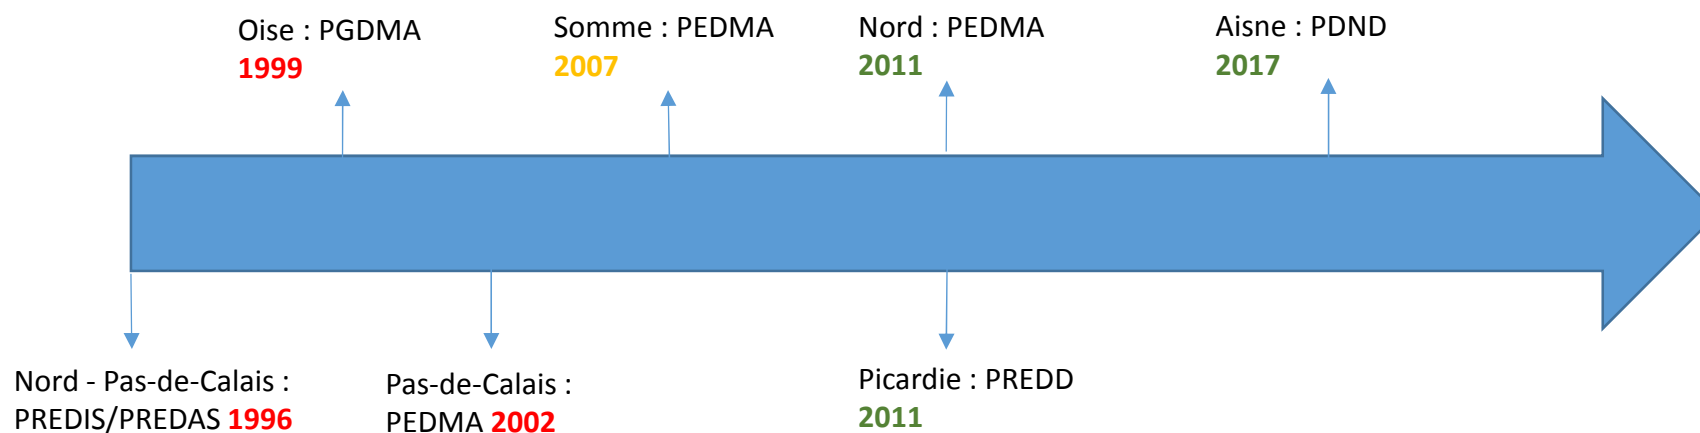 Oise : PGDMA
1999
Somme : PEDMA
2007
Nord : PEDMA
2011
Aisne : PDND
2017
Nord - Pas-de-Calais :
PREDIS/PREDAS 1996
Pas-de-Calais :
PEDMA 2002
Picardie : PREDD
2011